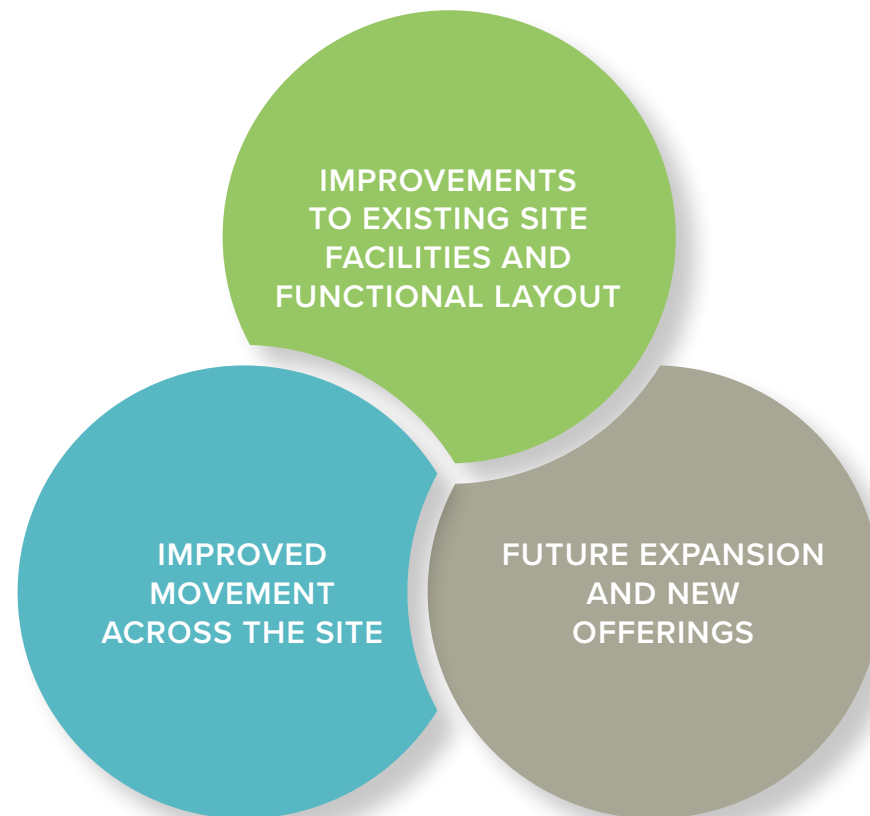 IMPROVEMENTS
TO EXISTING SITE
FACILITIES AND
FUNCTIONAL LAYOUT
IMPROVED
MOVEMENT
ACROSS THE SITE
FUTURE EXPANSION
AND NEW
OFFERINGS